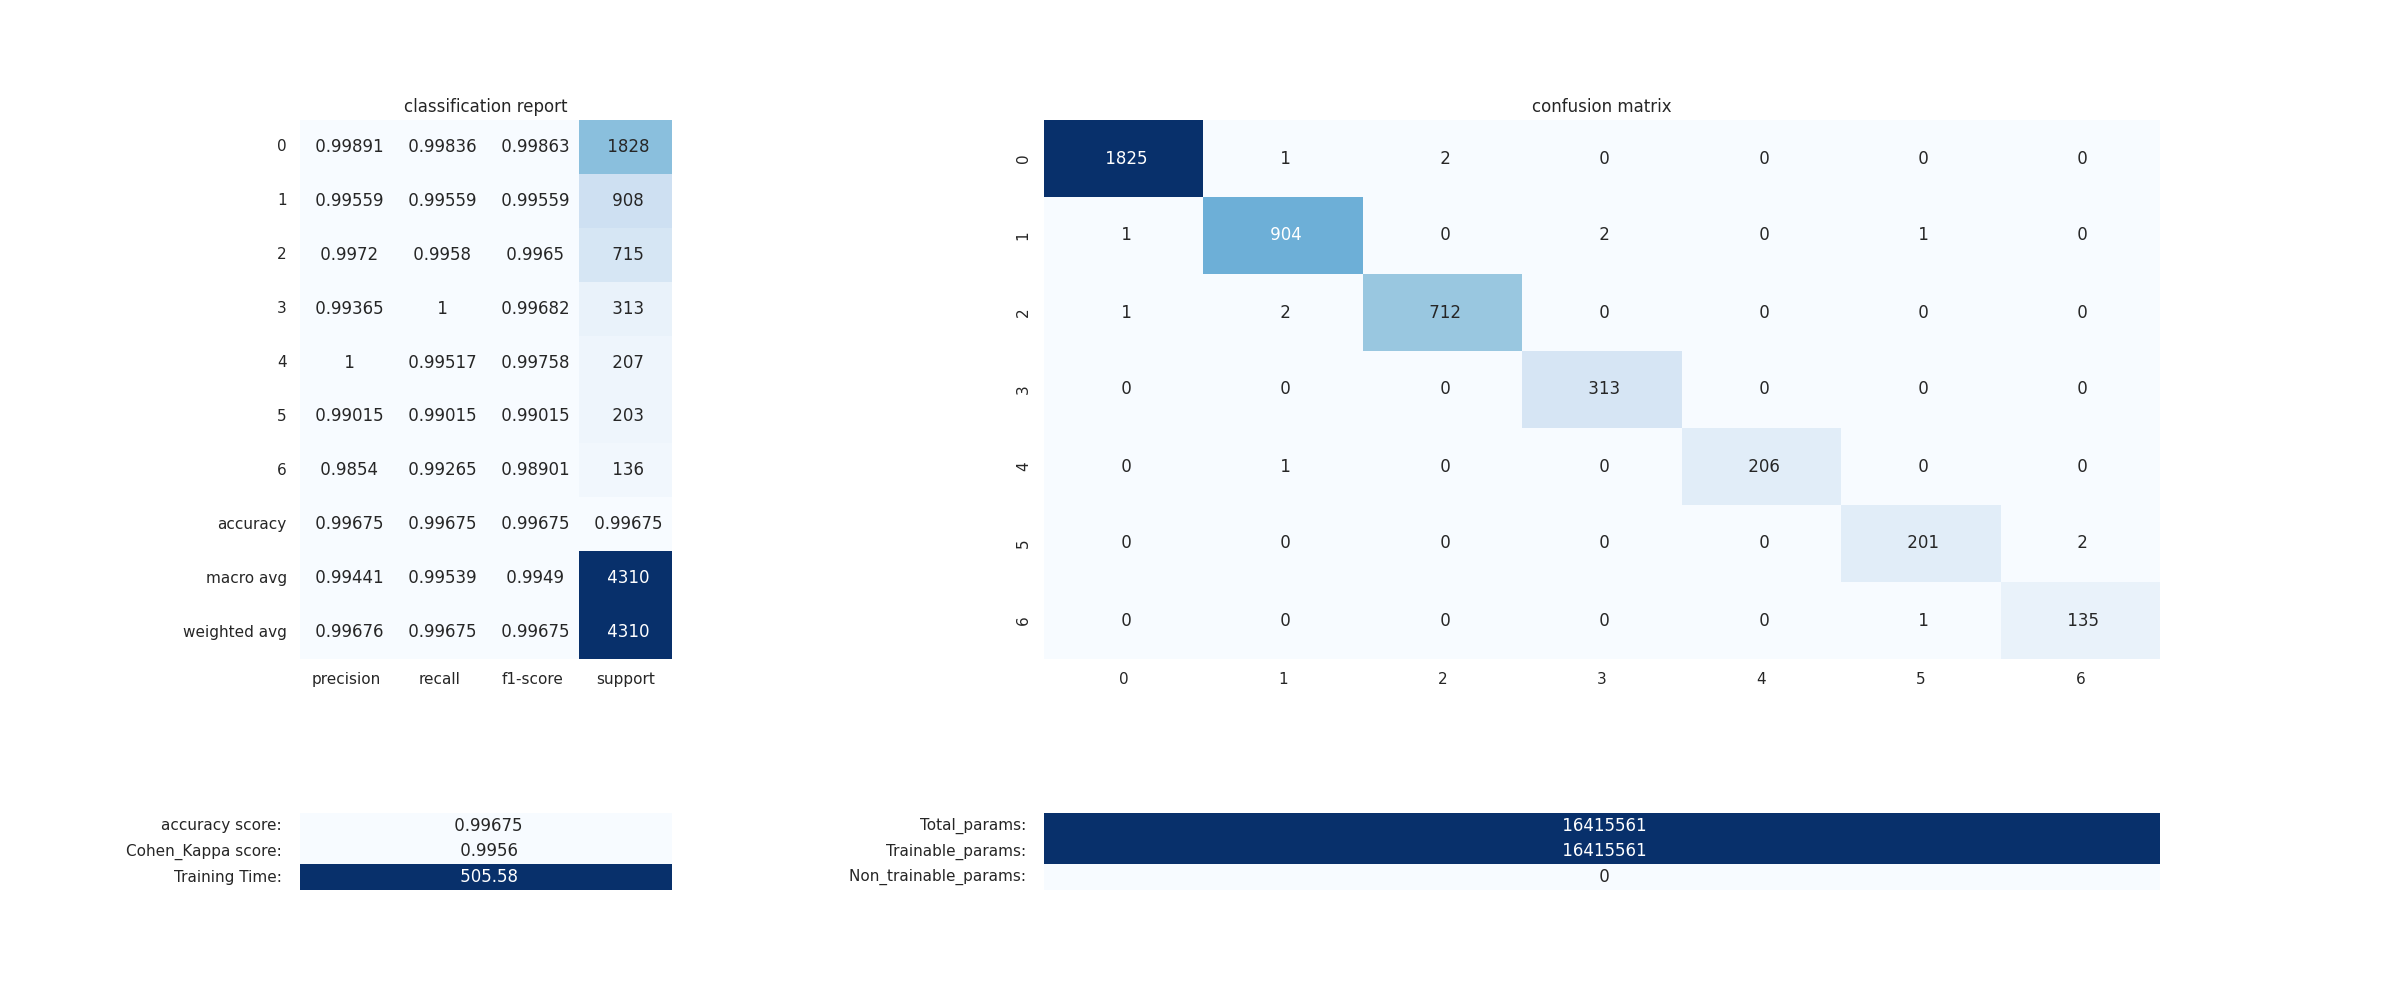 classification report
0 0.99891 0.99836 0.99863 1828
1 0.99559 0.99559 0.99559 908
2 0.9972 0.9958 0.9965 715
3 0.99365 1 0.99682 313
4 1 0.99517 0.99758 207
5 0.99015 0.99015 0.99015 203
6 0.9854 0.99265 0.98901 136
accuracy 0.99675 0.99675 0.99675 0.99675
macro avg 0.99441 0.99539 0.9949 4310
weighted avg 0.99676 0.99675 0.99675 4310
precision recall f1-score support
confusion matrix
0 1825 1 2 0 0 0 0
1 1 904 0 2 0 1 0
2 1 2 712 0 0 0 0
3 0 0 0 313 0 0 0
4 0 1 0 0 206 0 0
5 0 0 0 0 0 201 2
6 0 0 0 0 0 1 135
0 1 2 3 4 5 6
accuracy score: 0.99675
Cohen_Kappa score: 0.9956
Training Time: 505.58
Total_params: 16415561
Trainable_params: 16415561
Non_trainable_params: 0